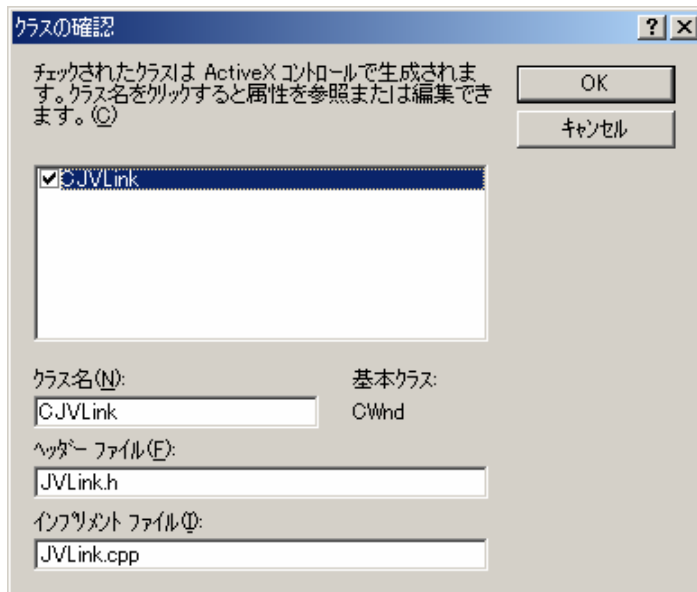 クラスの確認
チェックされたクラスは ActiveX コントロールで生成されま
す。クラス名をクリックすると属性を参照または編集でき
ます。(C)
OK
キャンセル
CJVLink
クラス名(N):
基本クラス:
CJVLink
CWnd
ヘッダー ファイル(F):
JVLink.h
インプリメント ファイル(I):
JVLink.cpp